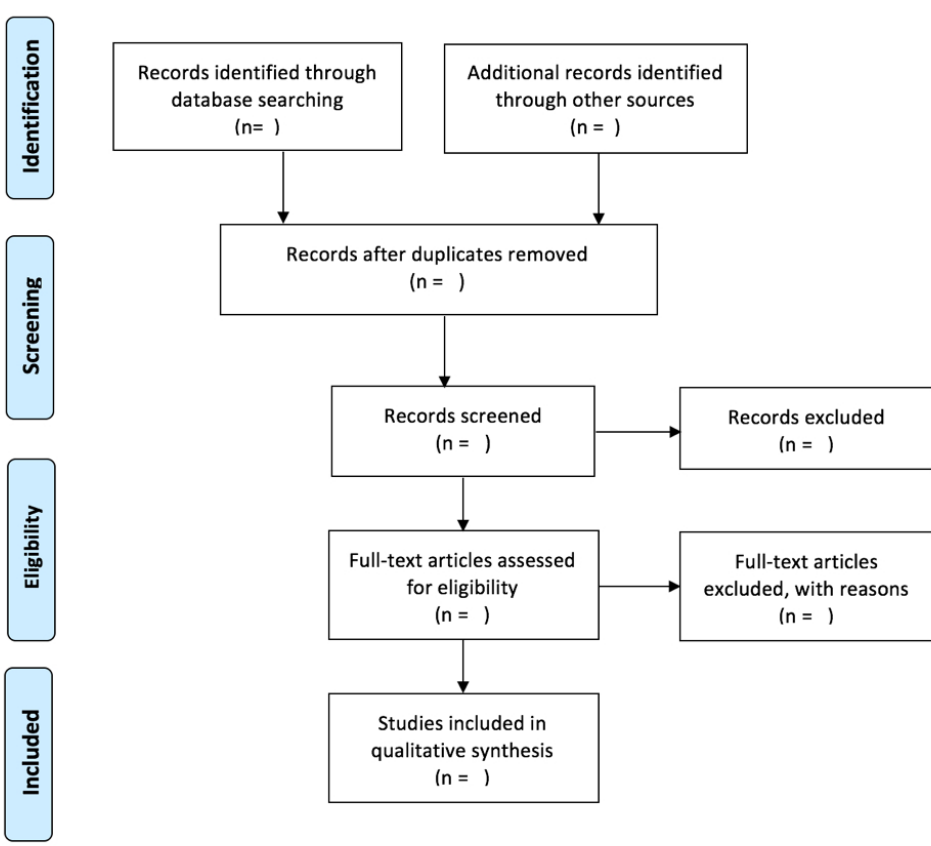 Identification
Records identified through
database searching
(n=  )
Additional records identified
through other sources
(n =  )
Screening
Records after duplicates removed
(n =   )
Records screened
(n =   )
Records excluded
(n =   )
Eligibility
Full-text articles assessed
for eligibility
(n =   )
Full-text articles
excluded, with reasons
(n =   )
Included
Studies included in
qualitative synthesis
(n =   )